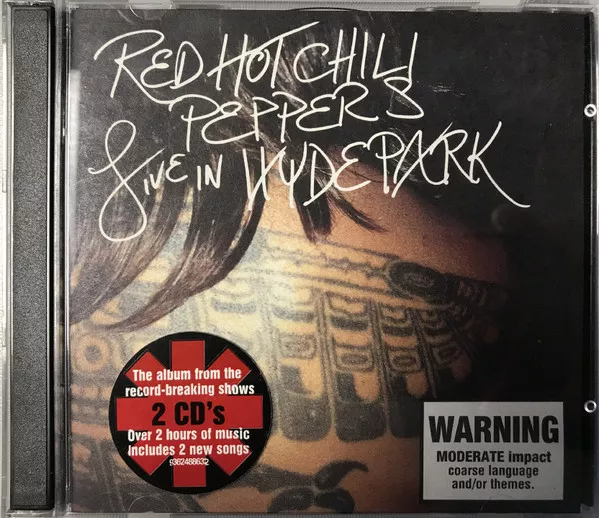 RED HOT CHILI
PEPPERS
LIVE IN HYDE PARK
The album from the
record-breaking shows
2 CD's
Over 2 hours of music
Includes 2 new songs
9362488632
WARNING
MODERATE impact
coarse language
and/or themes.